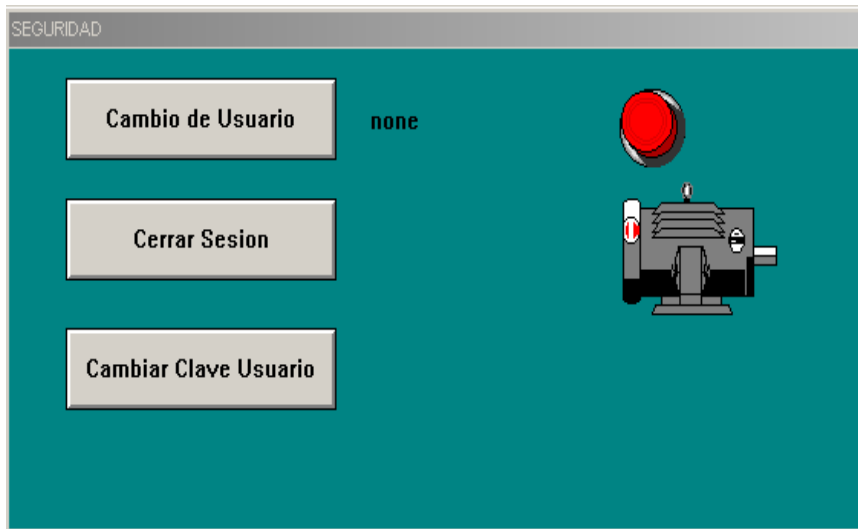 SEGURIDAD
Cambio de Usuario
none
Cerrar Sesion
Cambiar Clave Usuario